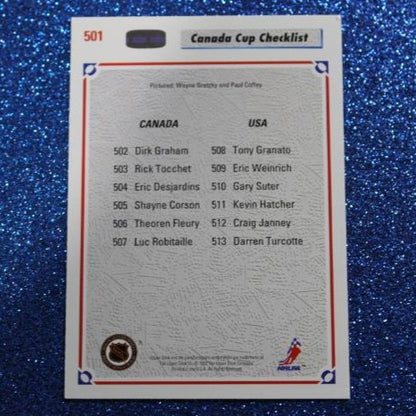 501
Canada Cup Checklist
Pictured: Wayne Gretzky and Paul Coffey
CANADA
502 Dirk Graham
503 Rick Tocchet
504 Eric Desjardins
505 Shayne Corson
506 Theoren Fleury
507 Luc Robitaille
USA
508 Tony Granato
509 Eric Weinrich
510 Gary Suter
511 Kevin Hatcher
512 Craig Janney
513 Darren Turcotte
NHLPA